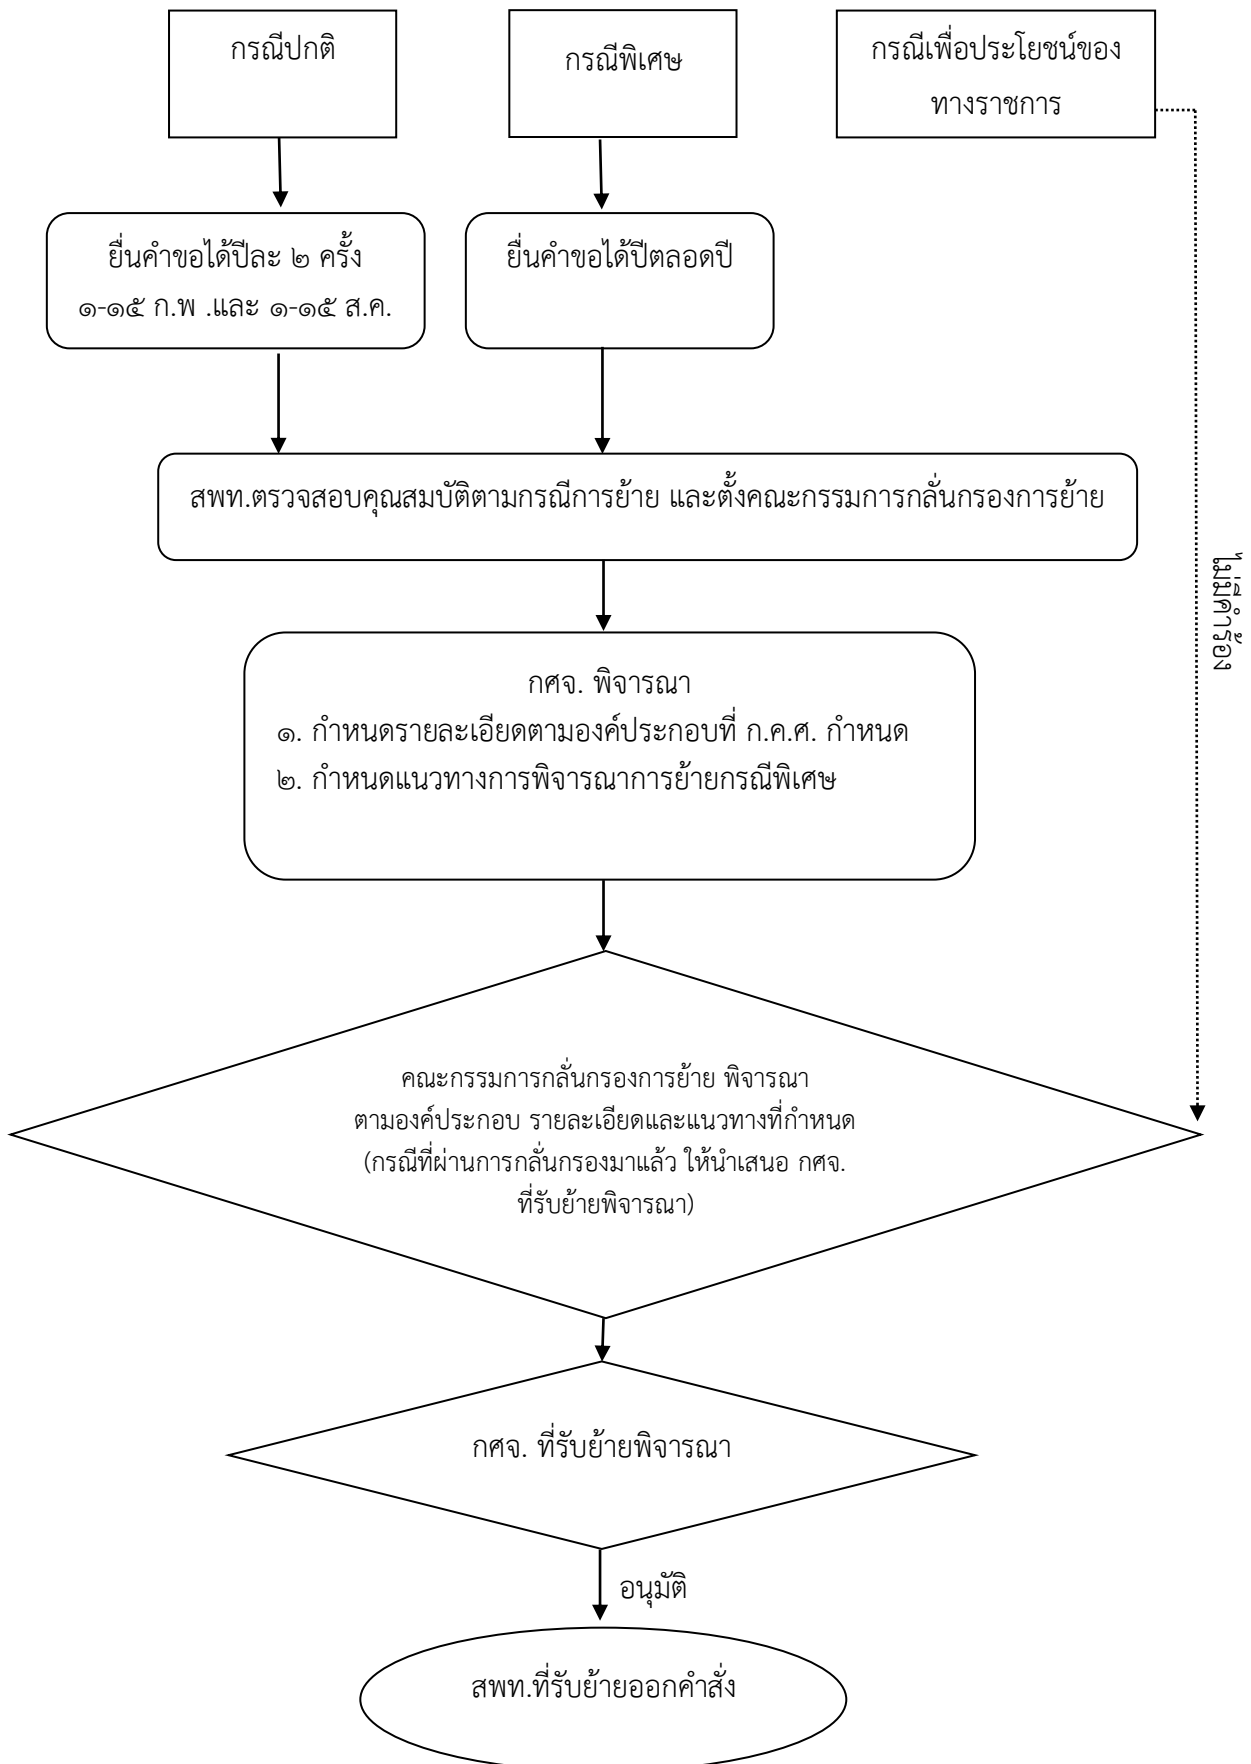 กรณีปกติ
กรณีพิเศษ
กรณีเพื่อประโยชน์ของ
ทางราชการ
ยื่นคำขอได้ปีละ ๒ ครั้ง
๑-๑๕ ก.พ .และ ๑-๑๕ ส.ค.
ยื่นคำขอได้ปีตลอดปี
สพท.ตรวจสอบคุณสมบัติตามกรณีการย้าย และตั้งคณะกรรมการกลั่นกรองการย้าย
ไม่มีคำร้อง
กศจ. พิจารณา
๑. กำหนดรายละเอียดตามองค์ประกอบที่ ก.ค.ศ. กำหนด
๒. กำหนดแนวทางการพิจารณาการย้ายกรณีพิเศษ
คณะกรรมการกลั่นกรองการย้าย พิจารณา
ตามองค์ประกอบ รายละเอียดและแนวทางที่กำหนด
(กรณีที่ผ่านการกลั่นกรองมาแล้ว ให้นำเสนอ กศจ.
ที่รับย้ายพิจารณา)
กศจ. ที่รับย้ายพิจารณา
อนุมัติ
สพท.ที่รับย้ายออกคำสั่ง